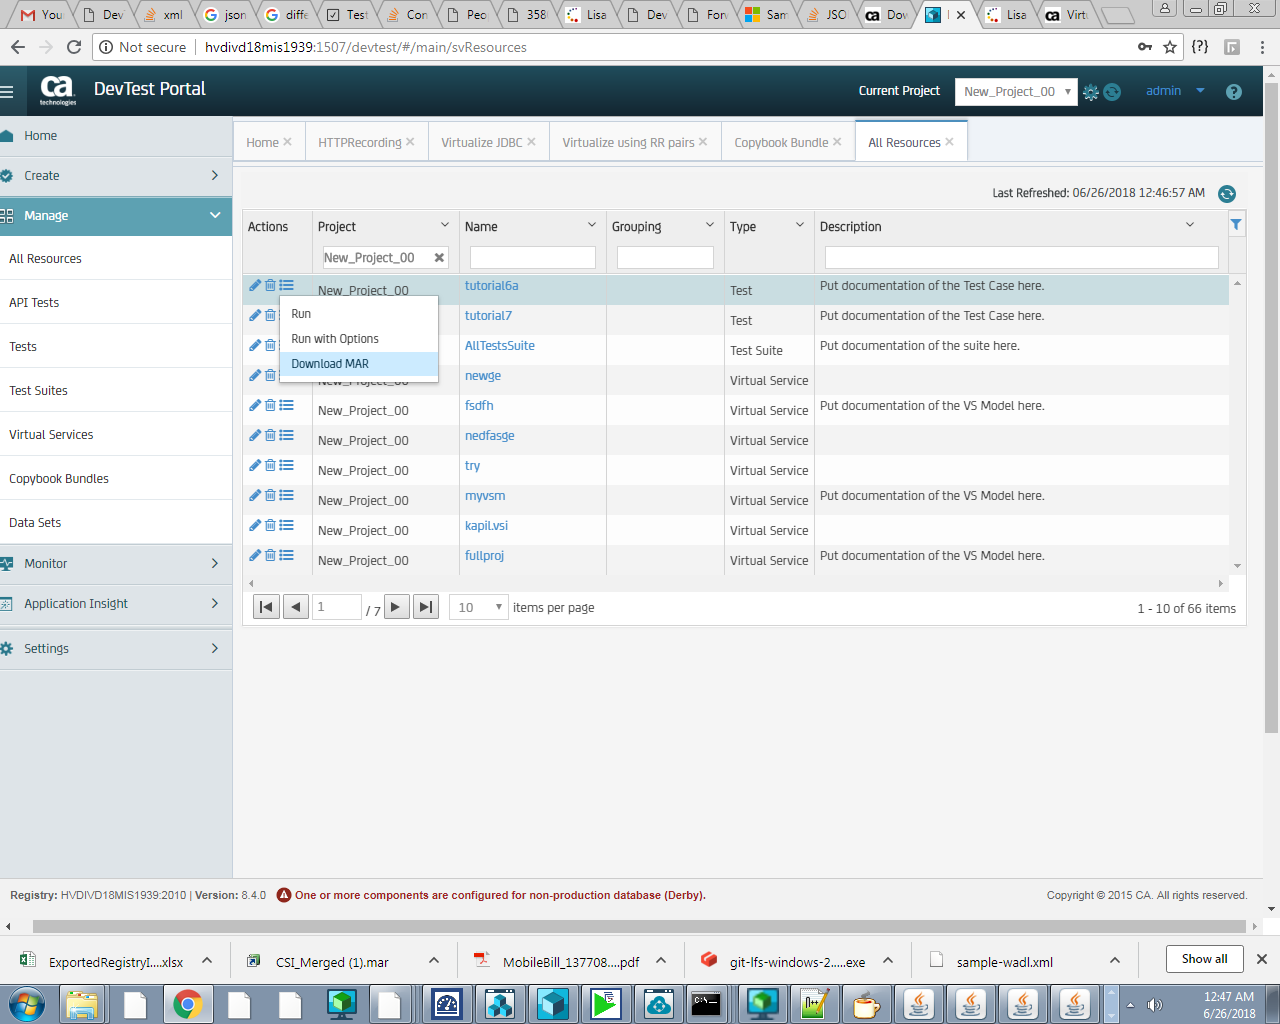 You
Dev
xml
json
diffe
Test
Con
Peo
358
Lisa
Dev
For
Sam
JSO
ca Dow
Lisa
ca Virtu
Not secure hvdivd18mis1939:1507/devtest/#/main/svResources {?}
ca technologies
DevTest Portal
Current Project New_Project_00 admin
Home
Create
Manage
All Resources
API Tests
Tests
Test Suites
Virtual Services
Copybook Bundles
Data Sets
Monitor
Application Insight
Settings
Home HTTPRecording Virtualize JDBC Virtualize using RR pairs Copybook Bundle All Resources
Last Refreshed: 06/26/2018 12:46:57 AM
Actions Project Name Grouping Type Description
New_Project_00
New_Project_00 tutorial6a Test Put documentation of the Test Case here.
tutorial7 Test Put documentation of the Test Case here.
AllTestsSuite Test Suite Put documentation of the suite here.
New_Project_00 newge Virtual Service
Run
Run with Options
Download MAR
New_Project_00 fsdfh Virtual Service Put documentation of the VS Model here.
New_Project_00 nedfasge Virtual Service
New_Project_00 try Virtual Service
New_Project_00 myvsm Virtual Service Put documentation of the VS Model here.
New_Project_00 kapil.vsi Virtual Service
New_Project_00 fullproj Virtual Service Put documentation of the VS Model here.
1 / 7 10 items per page 1 - 10 of 66 items
Registry: HVDIVD18MIS1939:2010 | Version: 8.4.0 One or more components are configured for non-production database (Derby). Copyright © 2015 CA. All rights reserved.
ExportedRegistryI....xlsx CSI_Merged (1).mar MobileBill_137708....pdf git-lfs-windows-2.....exe sample-wadl.xml Show all
12:47 AM
6/26/2018